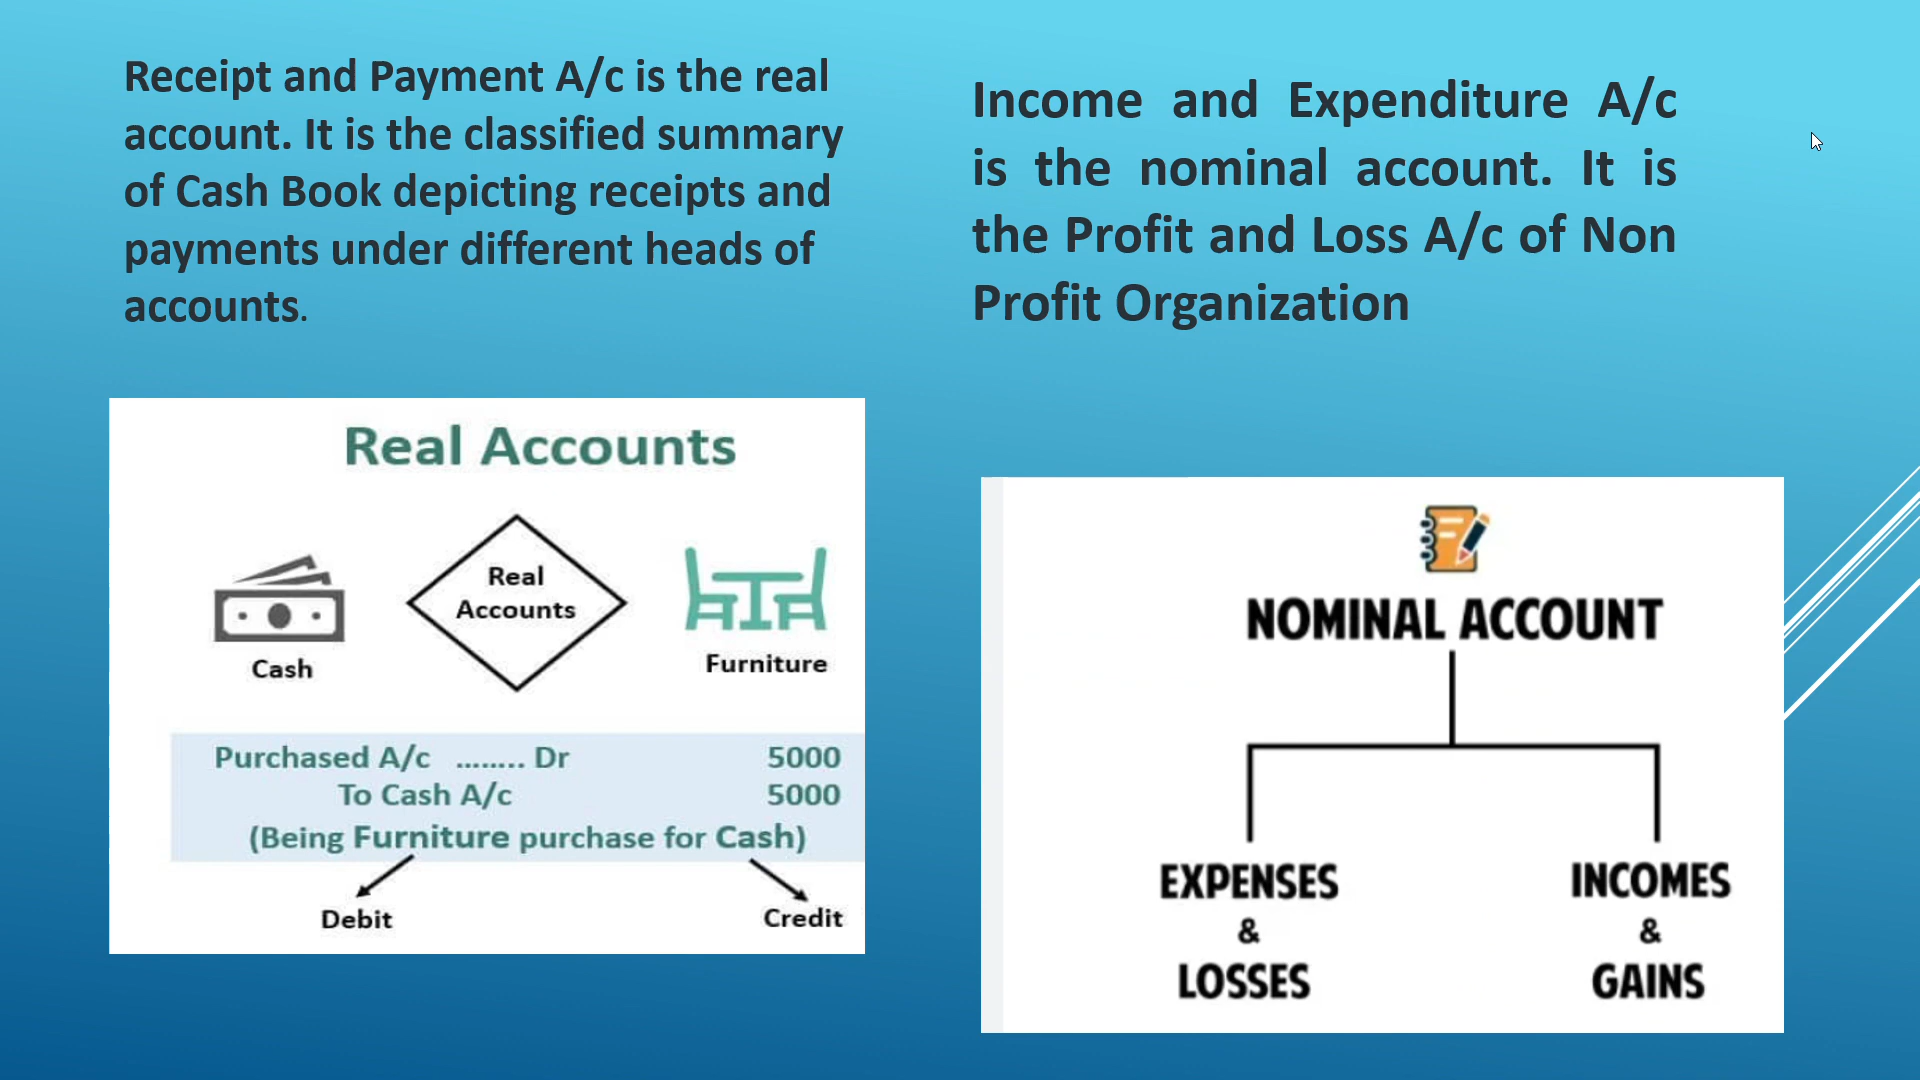 Receipt and Payment A/c is the real
account. It is the classified summary
of Cash Book depicting receipts and
payments under different heads of
accounts.
Income and Expenditure A/c
is the nominal account. It is
the Profit and Loss A/c of Non
Profit Organization
Real Accounts
Real
Accounts
Cash
Furniture
Purchased A/c ........ Dr 5000
To Cash A/c 5000
(Being Furniture purchase for Cash)
Debit
Credit
NOMINAL ACCOUNT
EXPENSES
&
LOSSES
INCOMES
&
GAINS